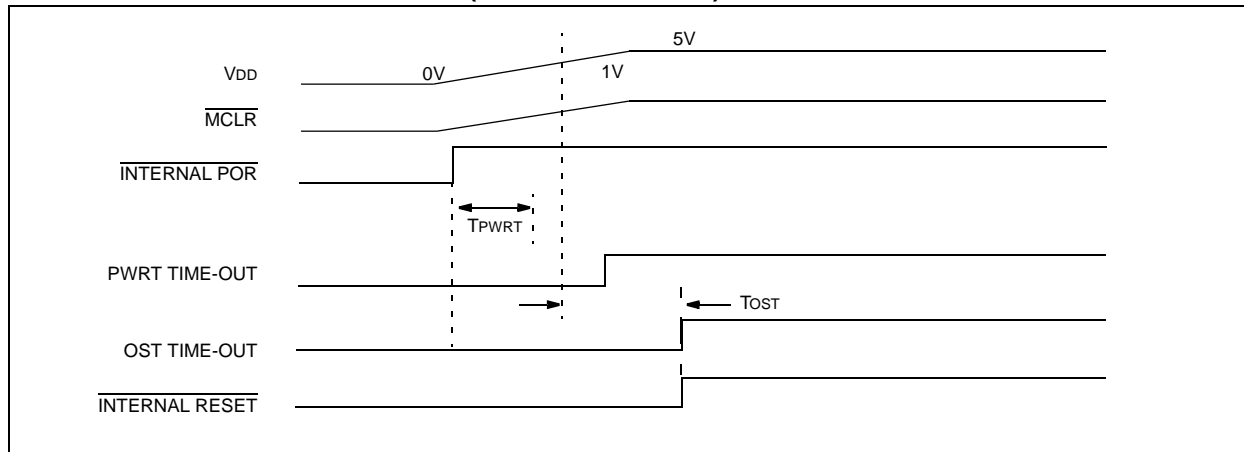 5V
VDD
0V
1V
MCLR
INTERNAL POR
TPWRT
PWRT TIME-OUT
TOST
OST TIME-OUT
INTERNAL RESET